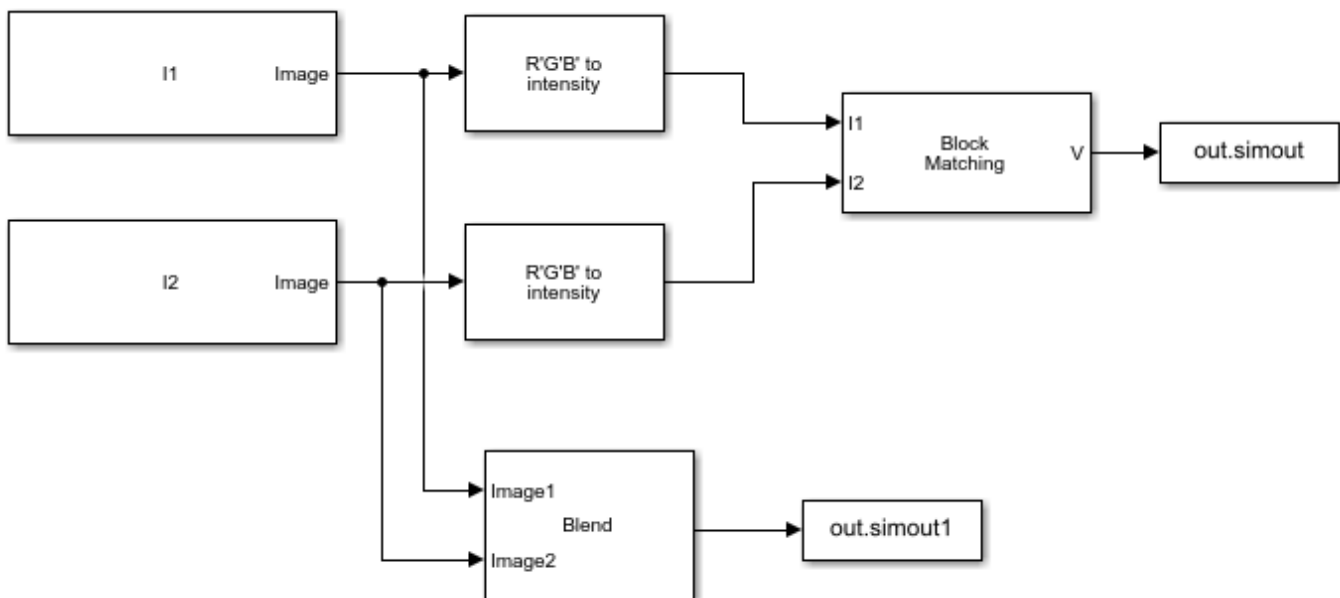 I1
Image
R'G'B' to
intensity
I1
I2
Block
Matching
V
out.simout
I2
Image
R'G'B' to
intensity
Image1
Image2
Blend
out.simout1